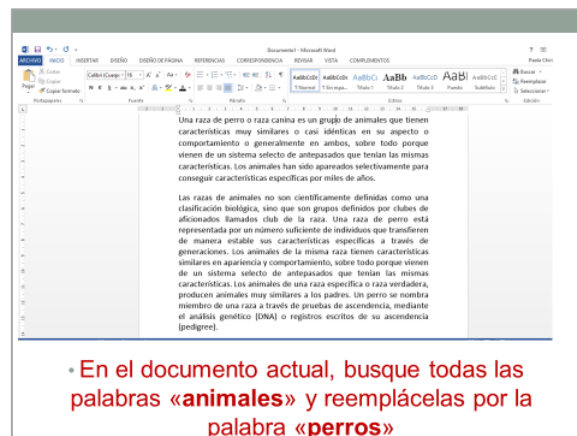 Documento1 - Microsoft Word
ARCHIVO INICIO INSERTAR DISEÑO DISEÑO DE PÁGINA REFERENCIAS CORRESPONDENCIA REVISAR VISTA COMPLEMENTOS
Cortar
Copiar
Copiar formato
Pegar
Calibri (Cuerpo) 16
AaBbCcDc AaBbCcDc AaBbCc AaBb AaBbCcD AaBl AaBbCcC
1 Normal 1 Sin espa... Título 1 Título 2 Título 3 Puesto Subtítulo
Buscar
Reemplazar
Seleccionar
Portapapeles Fuente Párrafo Estilos Edición
Una raza de perro o raza canina es un grupo de animales que tienen
características muy similares o casi idénticas en su aspecto o
comportamiento o generalmente en ambos, sobre todo porque
vienen de un sistema selecto de antepasados que tenían las mismas
características. Los animales han sido apareados selectivamente para
conseguir características específicas por miles de años.
Las razas de animales no son científicamente definidas como una
clasificación biológica, sino que son grupos definidos por clubes de
aficionados llamados club de la raza. Una raza de perro está
representada por un número suficiente de individuos que transfieren
de manera estable sus características específicas a través de
generaciones. Los animales de la misma raza tienen características
similares en apariencia y comportamiento, sobre todo porque vienen
de un sistema selecto de antepasados que tenían las mismas
características. Los animales de una raza específica o raza verdadera,
producen animales muy similares a los padres. Un perro se nombra
miembro de una raza a través de pruebas de ascendencia, mediante
el análisis genético (DNA) o registros escritos de su ascendencia
(pedigree).
• En el documento actual, busque todas las
palabras «animales» y reemplácelas por la
palabra «perros»